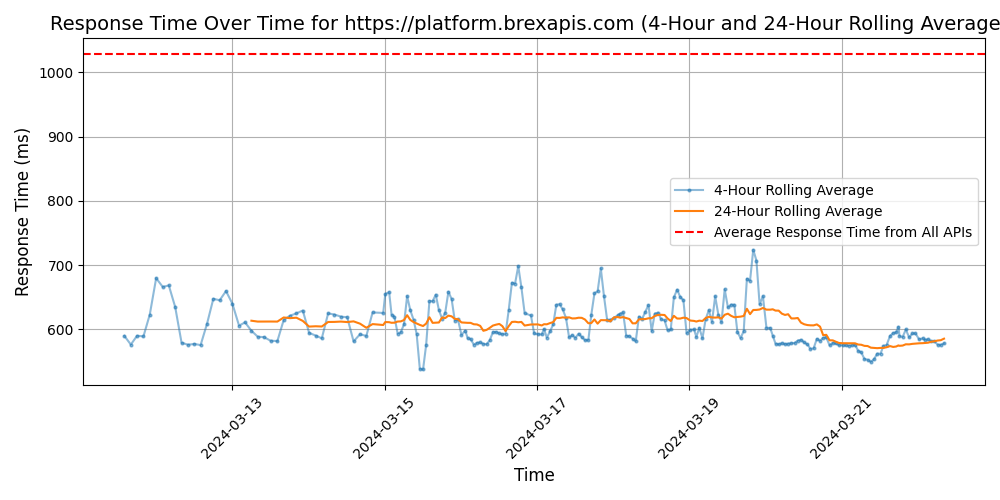 Response Time Over Time for https://platform.brexapis.com (4-Hour and 24-Hour Rolling Average
Response Time (ms)
1000
900
800
700
600
4-Hour Rolling Average
24-Hour Rolling Average
Average Response Time from All APIs
2024-03-13
2024-03-15
2024-03-17
2024-03-19
2024-03-21
Time